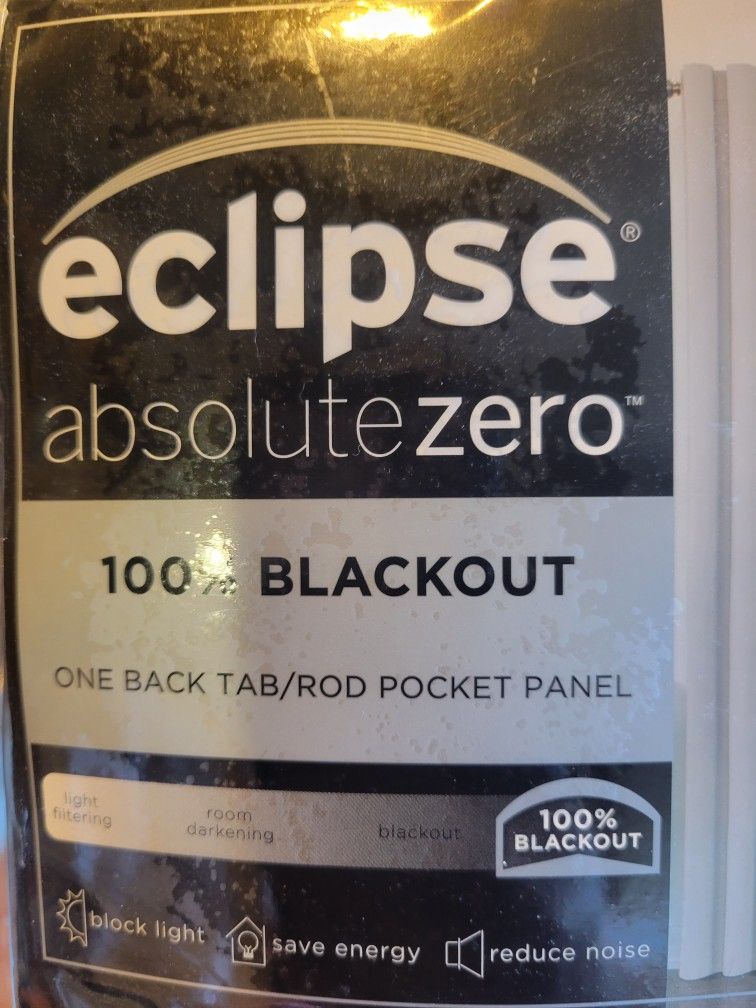 eclipse®
absolutezero™
100% BLACKOUT
ONE BACK TAB/ROD POCKET PANEL
light
filtering
room
darkening
blackout
100%
BLACKOUT
block light
save energy
reduce noise